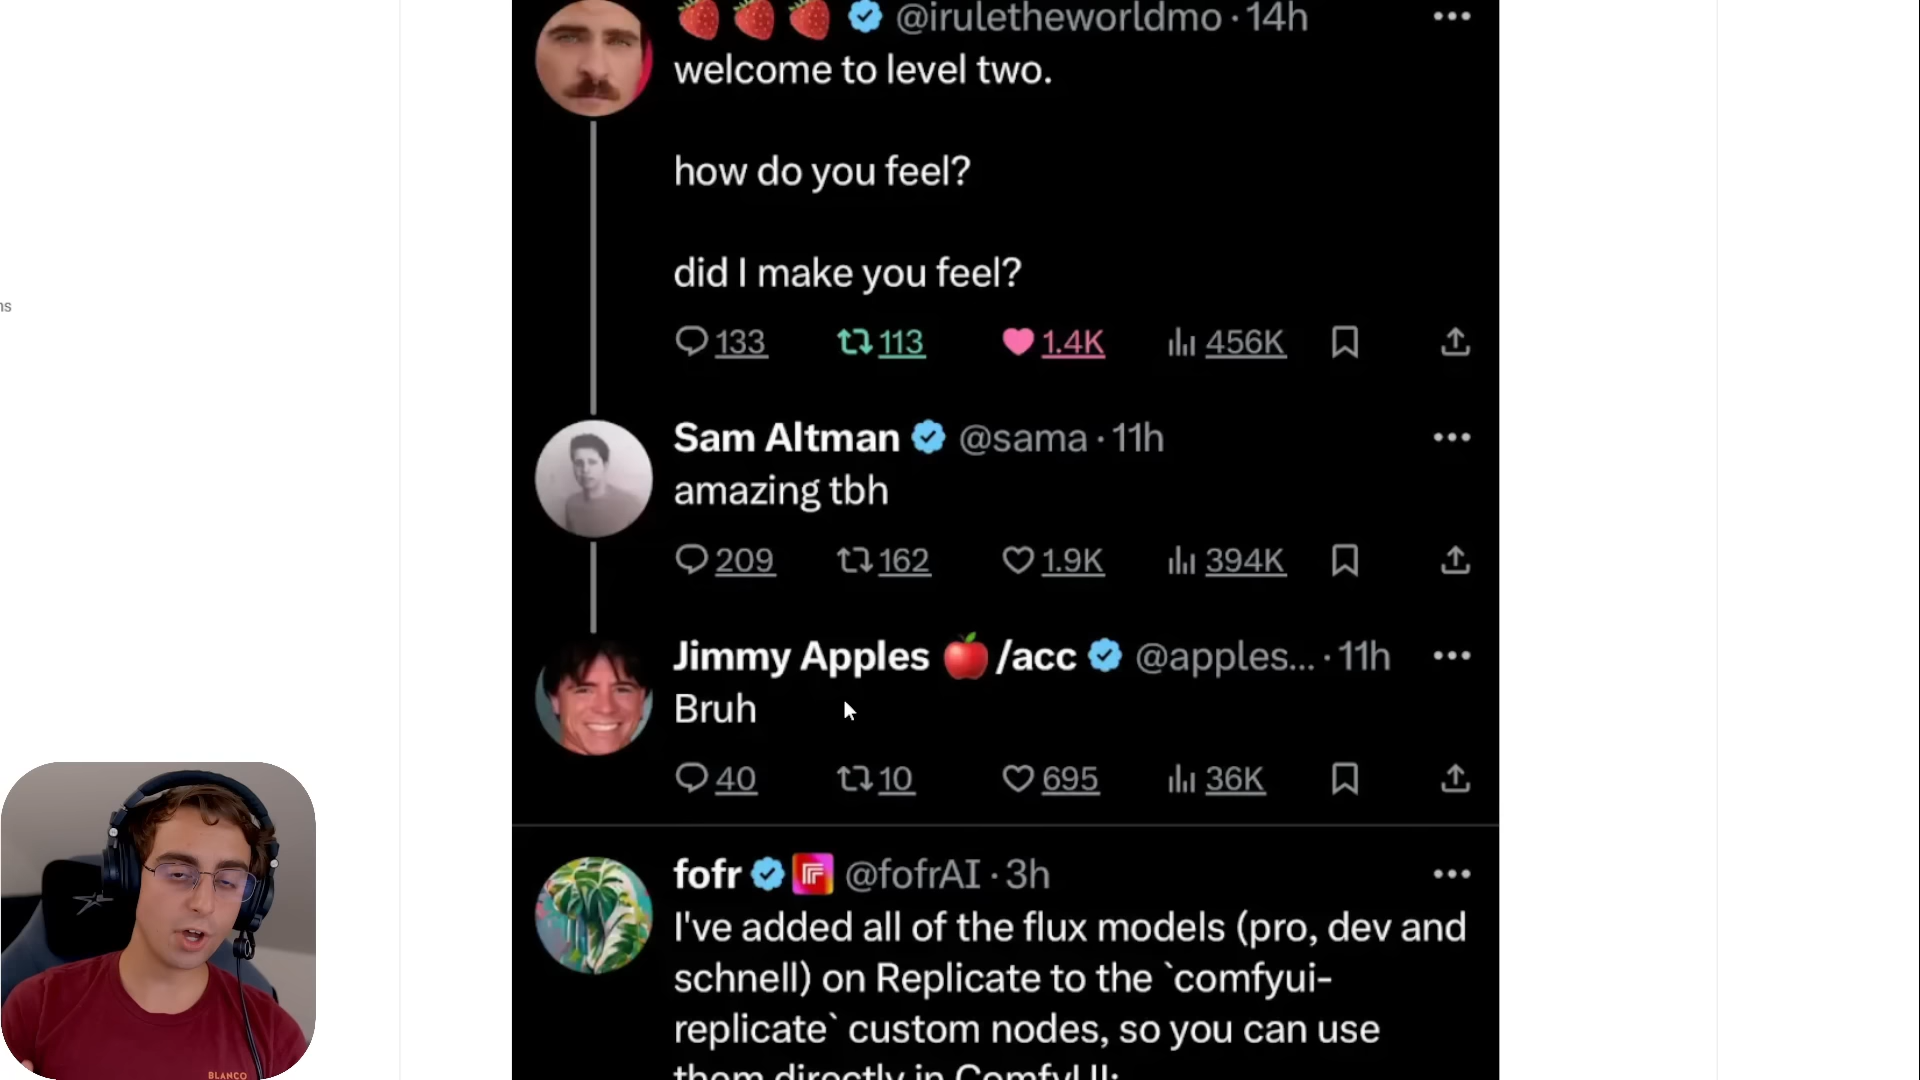 🍓 🍓 🍓 @iruletheworldmo · 14h
welcome to level two.
how do you feel?
did I make you feel?
133 113 1.4K 456K
ns
Sam Altman @sama · 11h
amazing tbh
209 162 1.9K 394K
Jimmy Apples 🍎 /acc @apples... · 11h
Bruh
40 10 695 36K
fofr @fofrAI · 3h
I've added all of the flux models (pro, dev and
schnell) on Replicate to the `comfyui-
replicate` custom nodes, so you can use
them directly in ComfyUI:
BLANCO